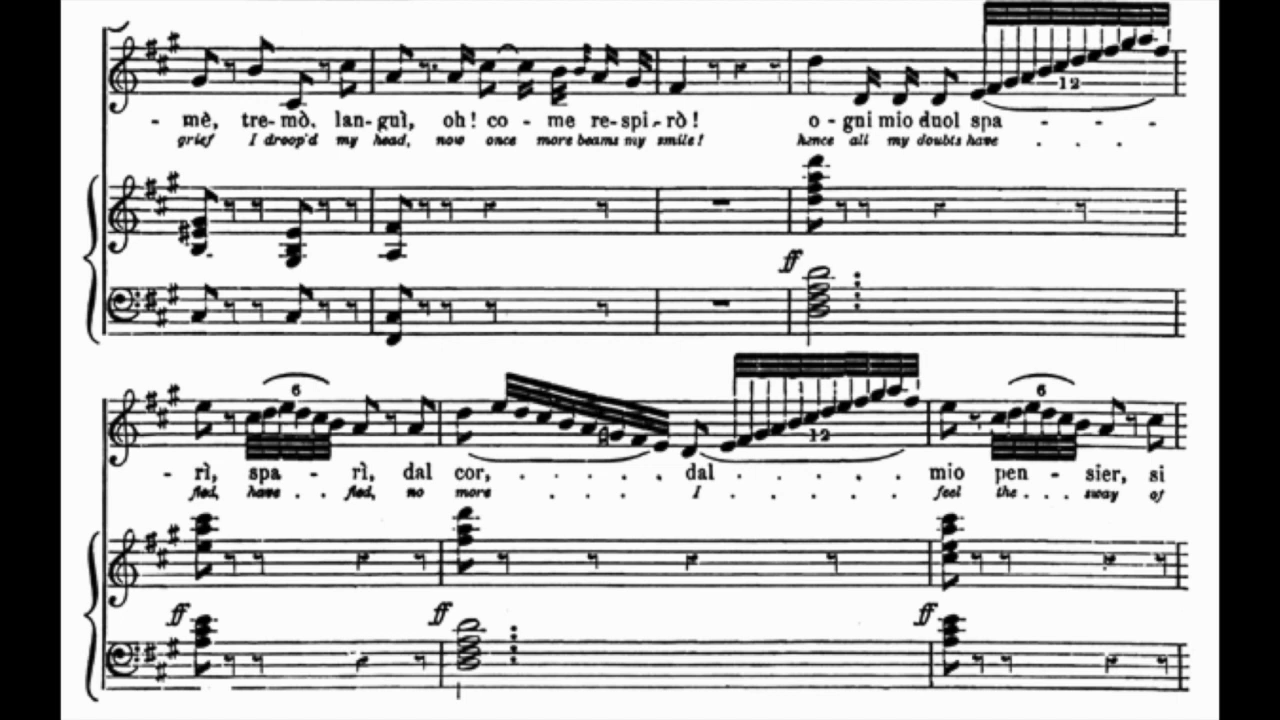 - mè, tre-mò, lan-guì, oh! co - me re-spi-rò! o-gni mio duol spa - - -
grief I droop'd my head, now once more beams my smile! hence all my doubts have . . .
12
ff
6 12 6
- rì, spa - rì, dal cor, . . . . dal . . . . . mio pen - sier, si
fled, have . . fled, no more . . . . I . . . . . feel the . . . sway of
ff ff ff